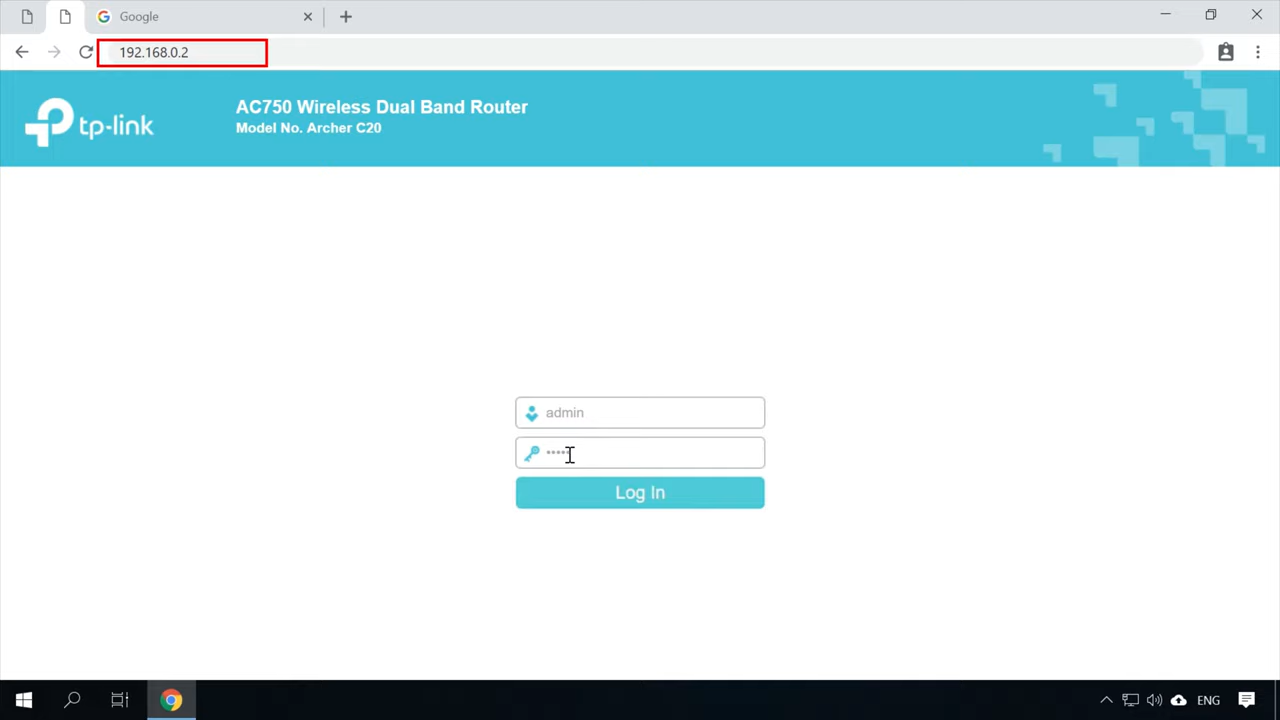 Google
192.168.0.2
tp-link
AC750 Wireless Dual Band Router
Model No. Archer C20
admin
•••••
Log In
ENG